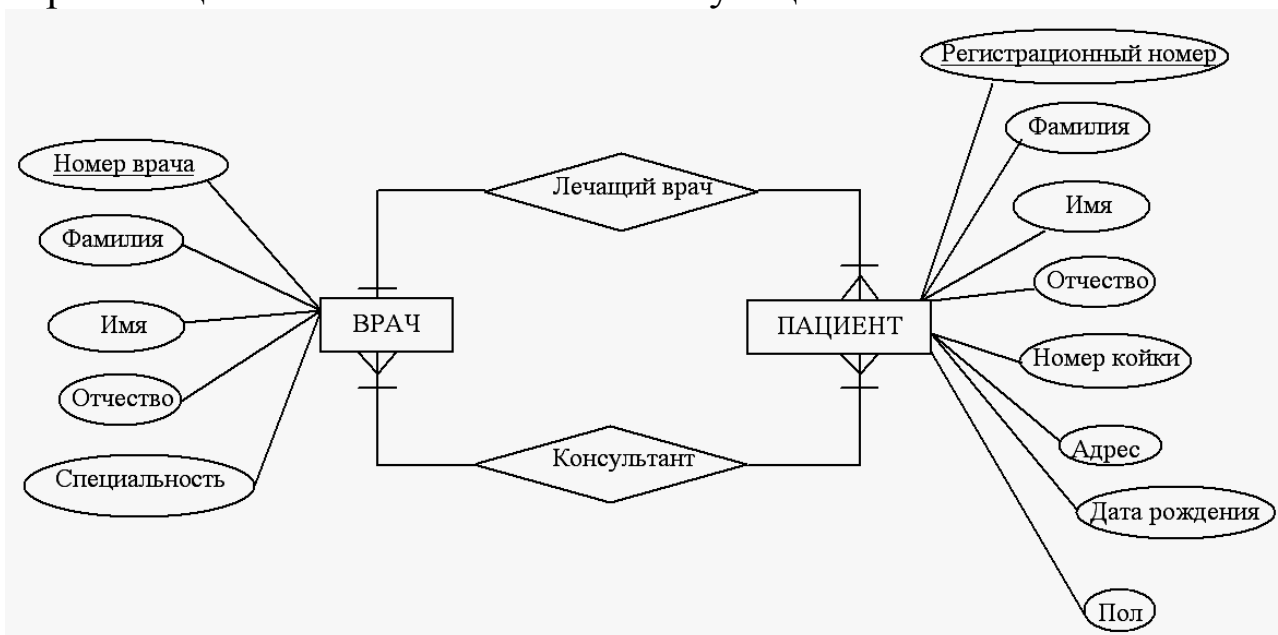 Регистрационный номер
Фамилия
Номер врача
Лечащий врач
Имя
Фамилия
Отчество
Имя
ВРАЧ
ПАЦИЕНТ
Номер койки
Отчество
Адрес
Консультант
Специальность
Дата рождения
Пол